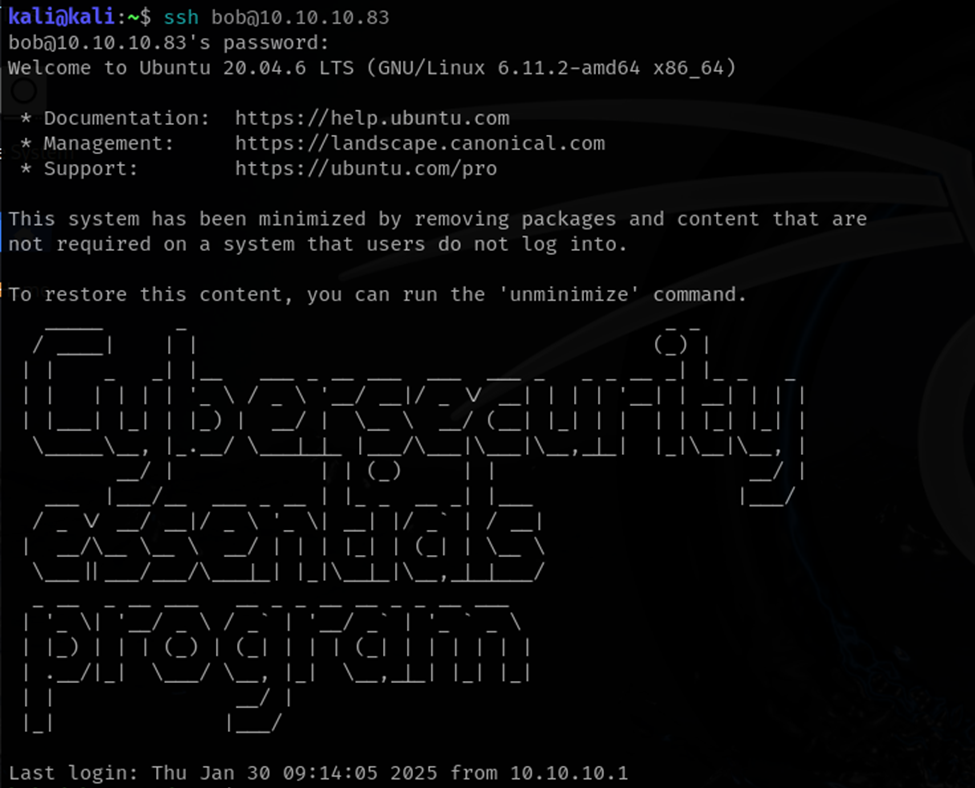 kali@kali:~$ ssh bob@10.10.10.83
bob@10.10.10.83's password:
Welcome to Ubuntu 20.04.6 LTS (GNU/Linux 6.11.2-amd64 x86_64)
* Documentation:  https://help.ubuntu.com
* Management:     https://landscape.canonical.com
* Support:        https://ubuntu.com/pro
This system has been minimized by removing packages and content that are
not required on a system that users do not log into.
To restore this content, you can run the 'unminimize' command.
Cybersecurity
essentials
program
Last login: Thu Jan 30 09:14:05 2025 from 10.10.10.1